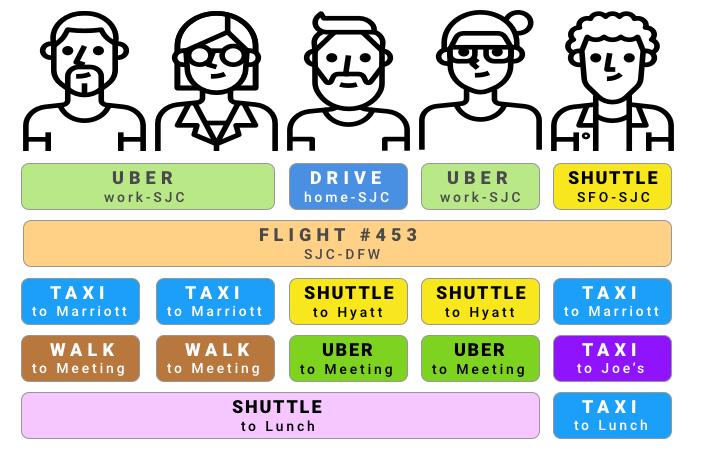 UBER
work-SJC
DRIVE
home-SJC
UBER
work-SJC
SHUTTLE
SFO-SJC
FLIGHT #453
SJC-DFW
TAXI
to Marriott
TAXI
to Marriott
SHUTTLE
to Hyatt
SHUTTLE
to Hyatt
TAXI
to Marriott
WALK
to Meeting
WALK
to Meeting
UBER
to Meeting
UBER
to Meeting
TAXI
to Joe's
SHUTTLE
to Lunch
TAXI
to Lunch